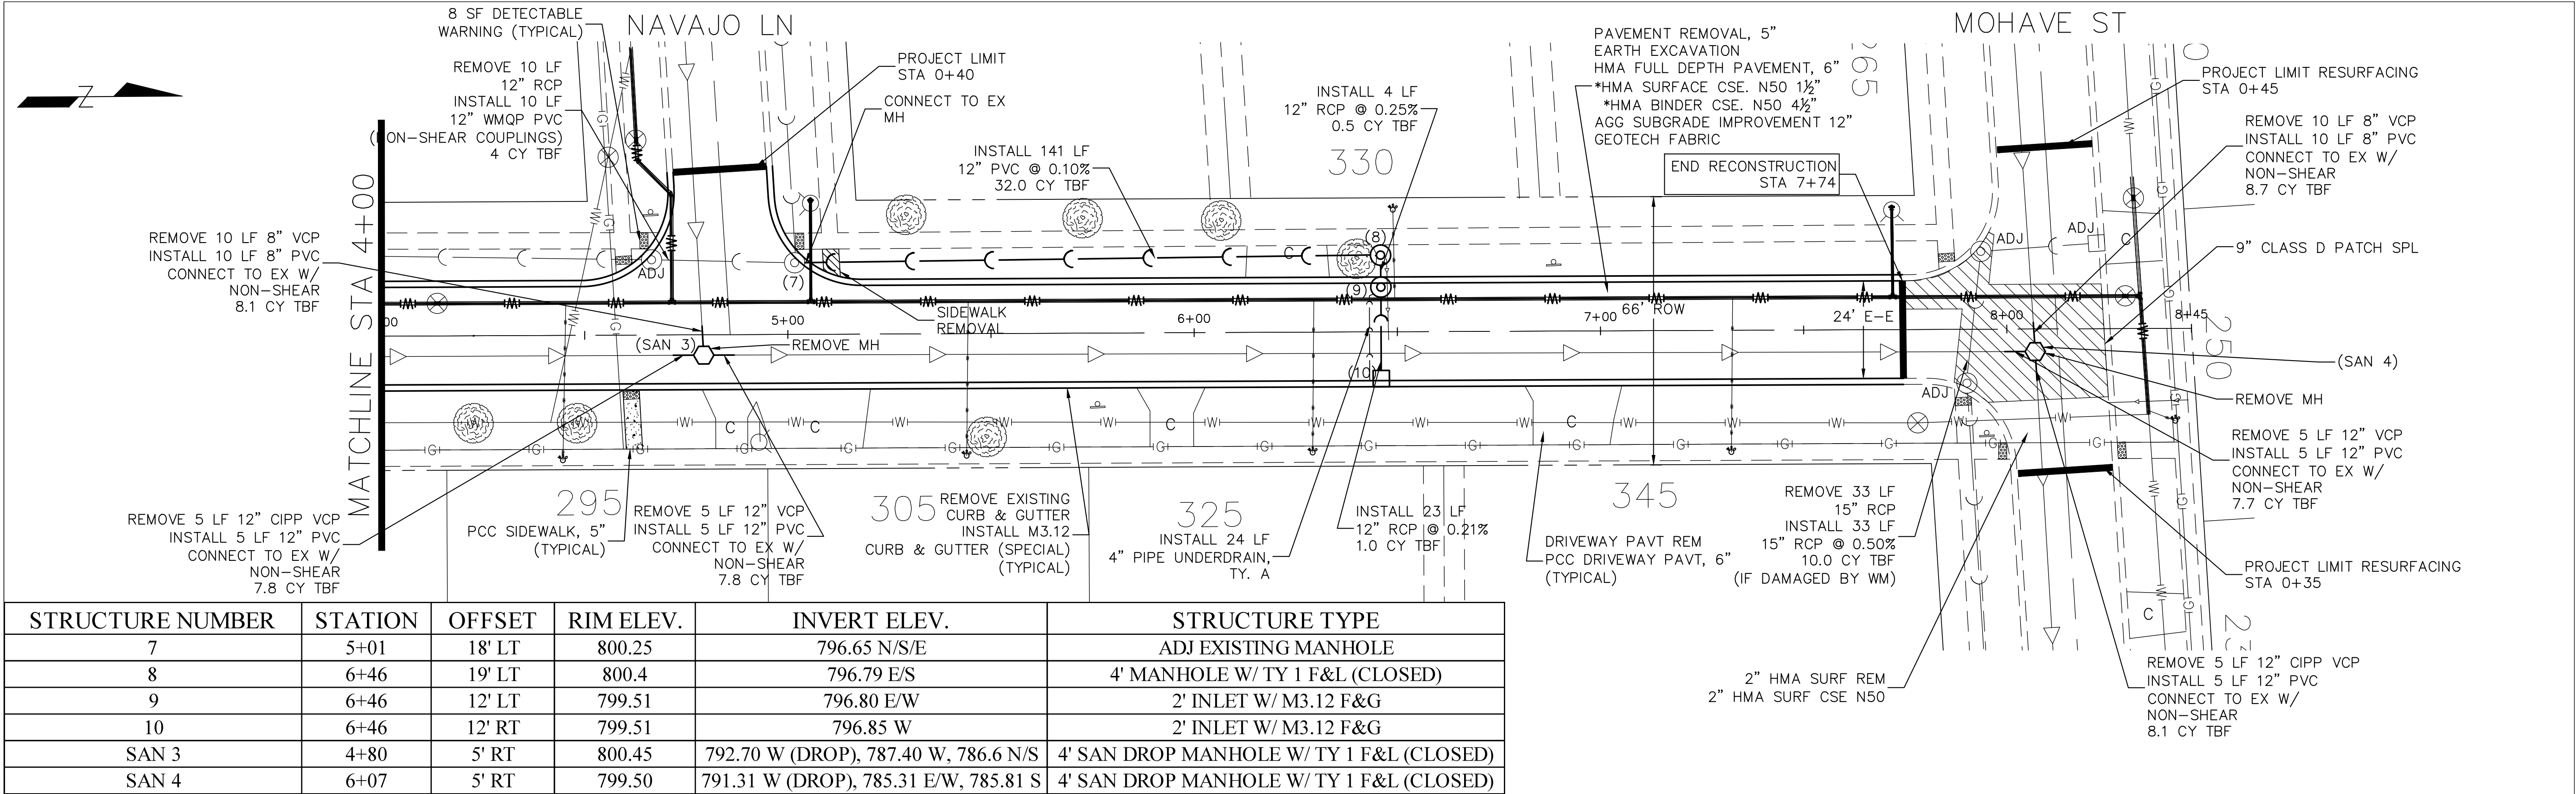 8 SF DETECTABLE
WARNING (TYPICAL)
NAVAJO LN
MOHAVE ST
REMOVE 10 LF
12" RCP
INSTALL 10 LF
12" WMQP PVC
(NON-SHEAR COUPLINGS)
4 CY TBF
PROJECT LIMIT
STA 0+40
CONNECT TO EX
MH
INSTALL 141 LF
12" PVC @ 0.10%
32.0 CY TBF
INSTALL 4 LF
12" RCP @ 0.25%
0.5 CY TBF
330
PAVEMENT REMOVAL, 5"
EARTH EXCAVATION
HMA FULL DEPTH PAVEMENT, 6"
*HMA SURFACE CSE. N50 1½"
*HMA BINDER CSE. N50 4½"
AGG SUBGRADE IMPROVEMENT 12"
GEOTECH FABRIC
END RECONSTRUCTION
STA 7+74
265
PROJECT LIMIT RESURFACING
STA 0+45
REMOVE 10 LF 8" VCP
INSTALL 10 LF 8" PVC
CONNECT TO EX W/
NON-SHEAR
8.7 CY TBF
9" CLASS D PATCH SPL
Z
MATCHLINE STA 4+00
REMOVE 10 LF 8" VCP
INSTALL 10 LF 8" PVC
CONNECT TO EX W/
NON-SHEAR
8.1 CY TBF
ADJ
(7)
(8)
(9)
(10)
C
ADJ
ADJ
C
SIDEWALK
REMOVAL
00
5+00
6+00
7+00
66' ROW
24' E-E
8+00
8+45
250
(SAN 3)
REMOVE MH
(SAN 4)
REMOVE MH
ADJ
C
C
C
C
W
G
REMOVE 5 LF 12" CIPP VCP
INSTALL 5 LF 12" PVC
CONNECT TO EX W/
NON-SHEAR
7.8 CY TBF
295
PCC SIDEWALK, 5"
(TYPICAL)
REMOVE 5 LF 12" VCP
INSTALL 5 LF 12" PVC
CONNECT TO EX W/
NON-SHEAR
7.8 CY TBF
305
REMOVE EXISTING
CURB & GUTTER
INSTALL M3.12
CURB & GUTTER (SPECIAL)
(TYPICAL)
325
INSTALL 24 LF
4" PIPE UNDERDRAIN,
TY. A
INSTALL 23 LF
12" RCP @ 0.21%
1.0 CY TBF
345
DRIVEWAY PAVT REM
PCC DRIVEWAY PAVT, 6"
(TYPICAL)
REMOVE 33 LF
15" RCP
INSTALL 33 LF
15" RCP @ 0.50%
10.0 CY TBF
(IF DAMAGED BY WM)
REMOVE 5 LF 12" VCP
INSTALL 5 LF 12" PVC
CONNECT TO EX W/
NON-SHEAR
7.7 CY TBF
PROJECT LIMIT RESURFACING
STA 0+35
C
2" HMA SURF REM
2" HMA SURF CSE N50
REMOVE 5 LF 12" CIPP VCP
INSTALL 5 LF 12" PVC
CONNECT TO EX W/
NON-SHEAR
8.1 CY TBF
STRUCTURE NUMBER STATION OFFSET RIM ELEV. INVERT ELEV. STRUCTURE TYPE
7 5+01 18' LT 800.25 796.65 N/S/E ADJ EXISTING MANHOLE
8 6+46 19' LT 800.4 796.79 E/S 4' MANHOLE W/ TY 1 F&L (CLOSED)
9 6+46 12' LT 799.51 796.80 E/W 2' INLET W/ M3.12 F&G
10 6+46 12' RT 799.51 796.85 W 2' INLET W/ M3.12 F&G
SAN 3 4+80 5' RT 800.45 792.70 W (DROP), 787.40 W, 786.6 N/S 4' SAN DROP MANHOLE W/ TY 1 F&L (CLOSED)
SAN 4 6+07 5' RT 799.50 791.31 W (DROP), 785.31 E/W, 785.81 S 4' SAN DROP MANHOLE W/ TY 1 F&L (CLOSED)